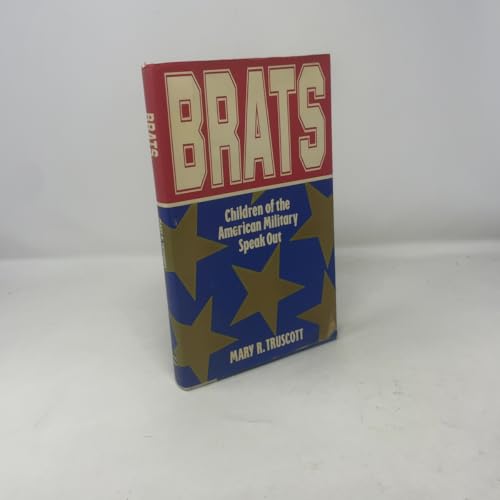 BRATS
Children of the
American Military
Speak Out
MARY R. TRUSCOTT
BRATS